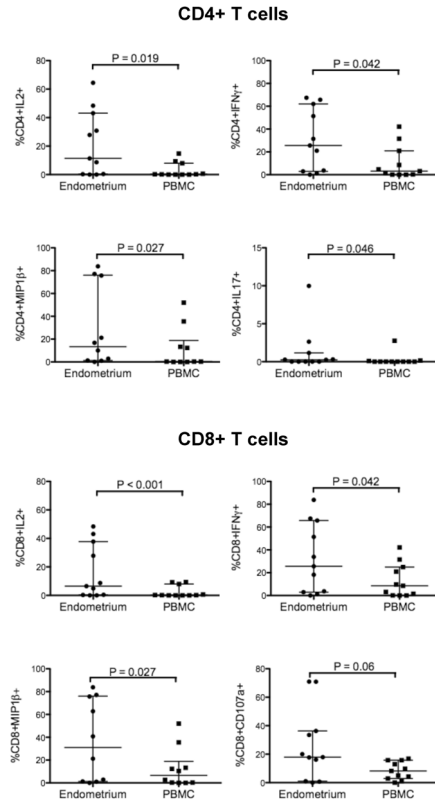 CD4+ T cells
P = 0.019
%CD4+IL2+
80
60
40
20
0
Endometrium PBMC
P = 0.042
%CD4+IFNγ+
100
80
60
40
20
0
Endometrium PBMC
P = 0.027
%CD4+MIP1β+
100
80
60
40
20
0
Endometrium PBMC
P = 0.046
%CD4+IL17+
15
10
5
0
Endometrium PBMC
CD8+ T cells
P < 0.001
%CD8+IL2+
80
60
40
20
0
Endometrium PBMC
P = 0.042
%CD8+IFNγ+
100
80
60
40
20
0
Endometrium PBMC
P = 0.027
%CD8+MIP1β+
100
80
60
40
20
0
Endometrium PBMC
P = 0.06
%CD8+CD107a+
80
60
40
20
0
Endometrium PBMC